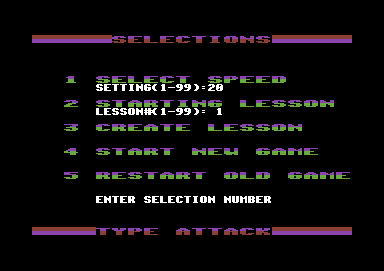 SELECTIONS
1 SELECT SPEED
SETTING(1-99):20
2 STARTING LESSON
LESSON#(1-99): 1
3 CREATE LESSON
4 START NEW GAME
5 RESTART OLD GAME
ENTER SELECTION NUMBER
TYPE ATTACK